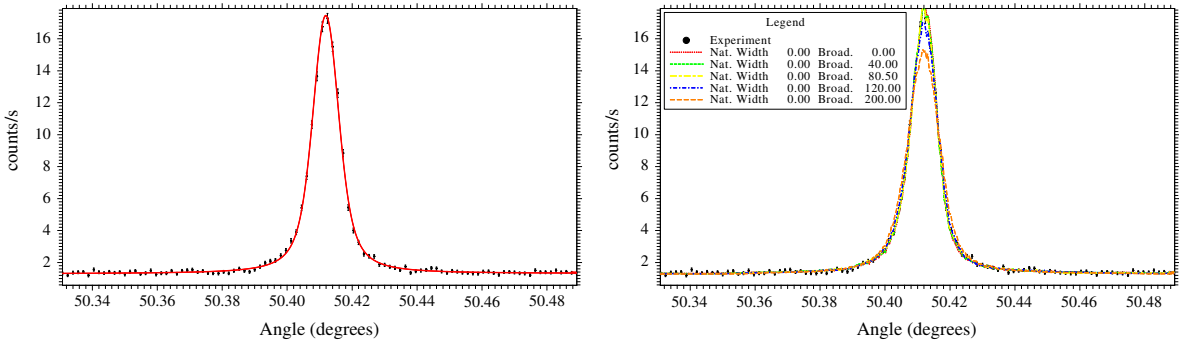 16
14
12
10
8
6
4
2
counts/s
50.34 50.36 50.38 50.40 50.42 50.44 50.46 50.48
Angle (degrees)
16
14
12
10
8
6
4
2
counts/s
Legend
Experiment
Nat. Width 0.00 Broad. 0.00
Nat. Width 0.00 Broad. 40.00
Nat. Width 0.00 Broad. 80.50
Nat. Width 0.00 Broad. 120.00
Nat. Width 0.00 Broad. 200.00
50.34 50.36 50.38 50.40 50.42 50.44 50.46 50.48
Angle (degrees)